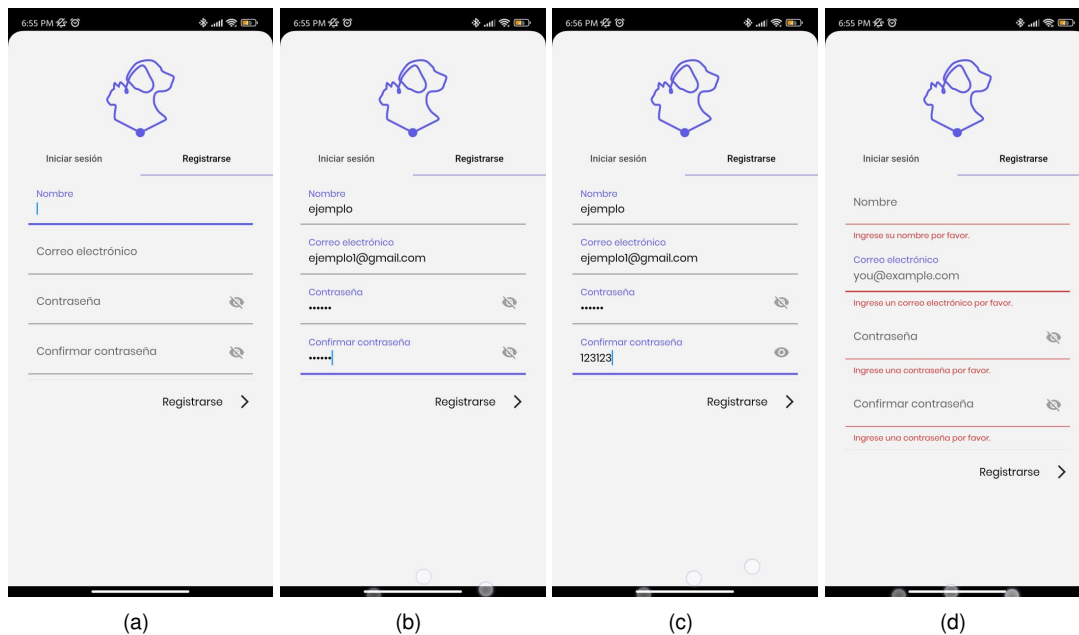 6:55 PM
Iniciar sesión Registrarse
Nombre
Correo electrónico
Contraseña
Confirmar contraseña
Registrarse
(a)
6:55 PM
Iniciar sesión Registrarse
Nombre
ejemplo
Correo electrónico
ejemplo1@gmail.com
Contraseña
••••••
Confirmar contraseña
••••••
Registrarse
(b)
6:56 PM
Iniciar sesión Registrarse
Nombre
ejemplo
Correo electrónico
ejemplo1@gmail.com
Contraseña
••••••
Confirmar contraseña
123123
Registrarse
(c)
6:55 PM
Iniciar sesión Registrarse
Nombre
Ingrese su nombre por favor.
Correo electrónico
you@example.com
Ingrese un correo electrónico por favor.
Contraseña
Ingrese una contraseña por favor.
Confirmar contraseña
Ingrese una contraseña por favor.
Registrarse
(d)